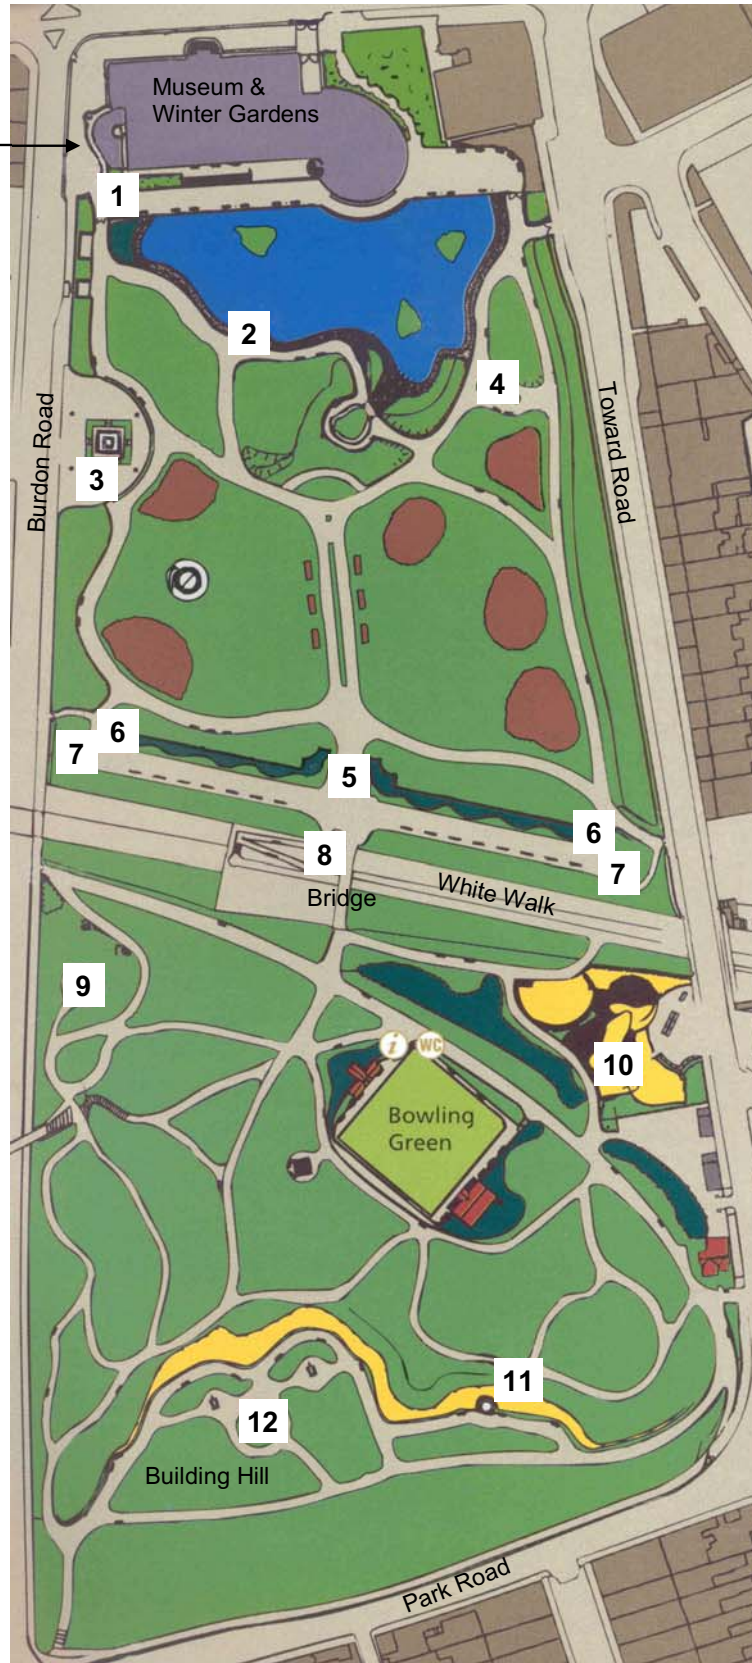 Museum &
Winter Gardens
1
2
Burdon Road
3
4
Toward Road
6
7
5
6
7
8
Bridge
White Walk
9
10
i
WC
Bowling
Green
11
12
Building Hill
Park Road